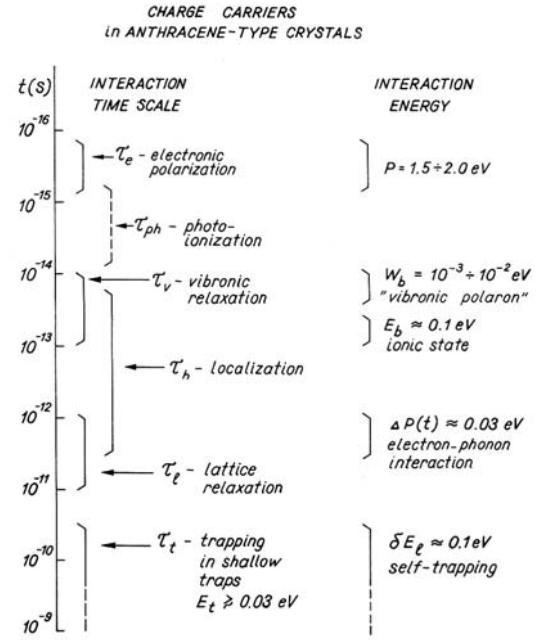 CHARGE CARRIERS
in ANTHRACENE-TYPE CRYSTALS
t(s)
INTERACTION
TIME SCALE
INTERACTION
ENERGY
10⁻¹⁶
τₑ - electronic
polarization
P = 1.5 ÷ 2.0 eV
10⁻¹⁵
τₚₕ - photo-
ionization
10⁻¹⁴
τᵥ - vibronic
relaxation
W_b = 10⁻³ ÷ 10⁻² eV
"vibronic polaron"
10⁻¹³
E_b ≈ 0.1 eV
ionic state
τₕ - localization
10⁻¹²
Δ P(t) ≈ 0.03 eV
electron-phonon
interaction
10⁻¹¹
τ_ℓ - lattice
relaxation
10⁻¹⁰
τₜ - trapping
in shallow
traps
Eₜ ⩾ 0.03 eV
δE_ℓ ≈ 0.1 eV
self-trapping
10⁻⁹